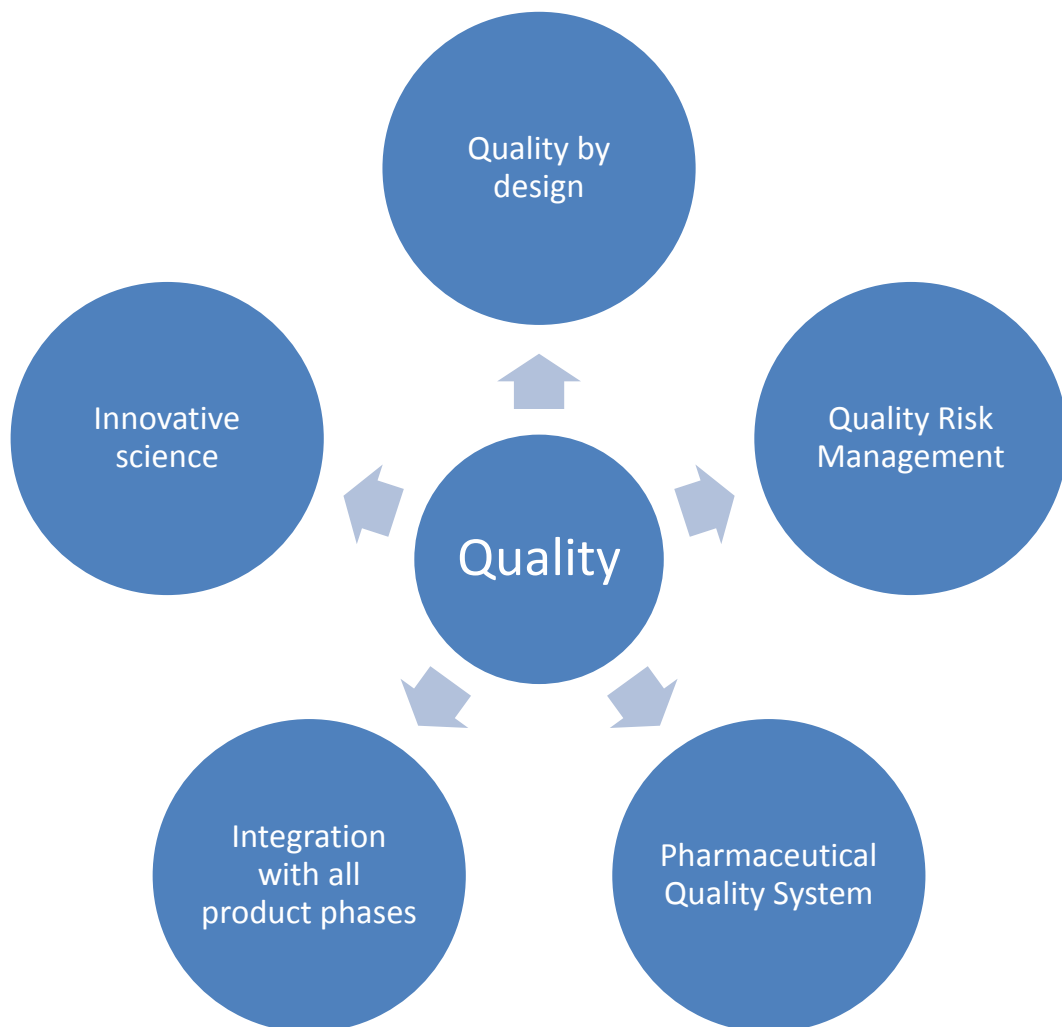 Quality by
design
Innovative
science
Quality Risk
Management
Quality
Integration
with all
product phases
Pharmaceutical
Quality System